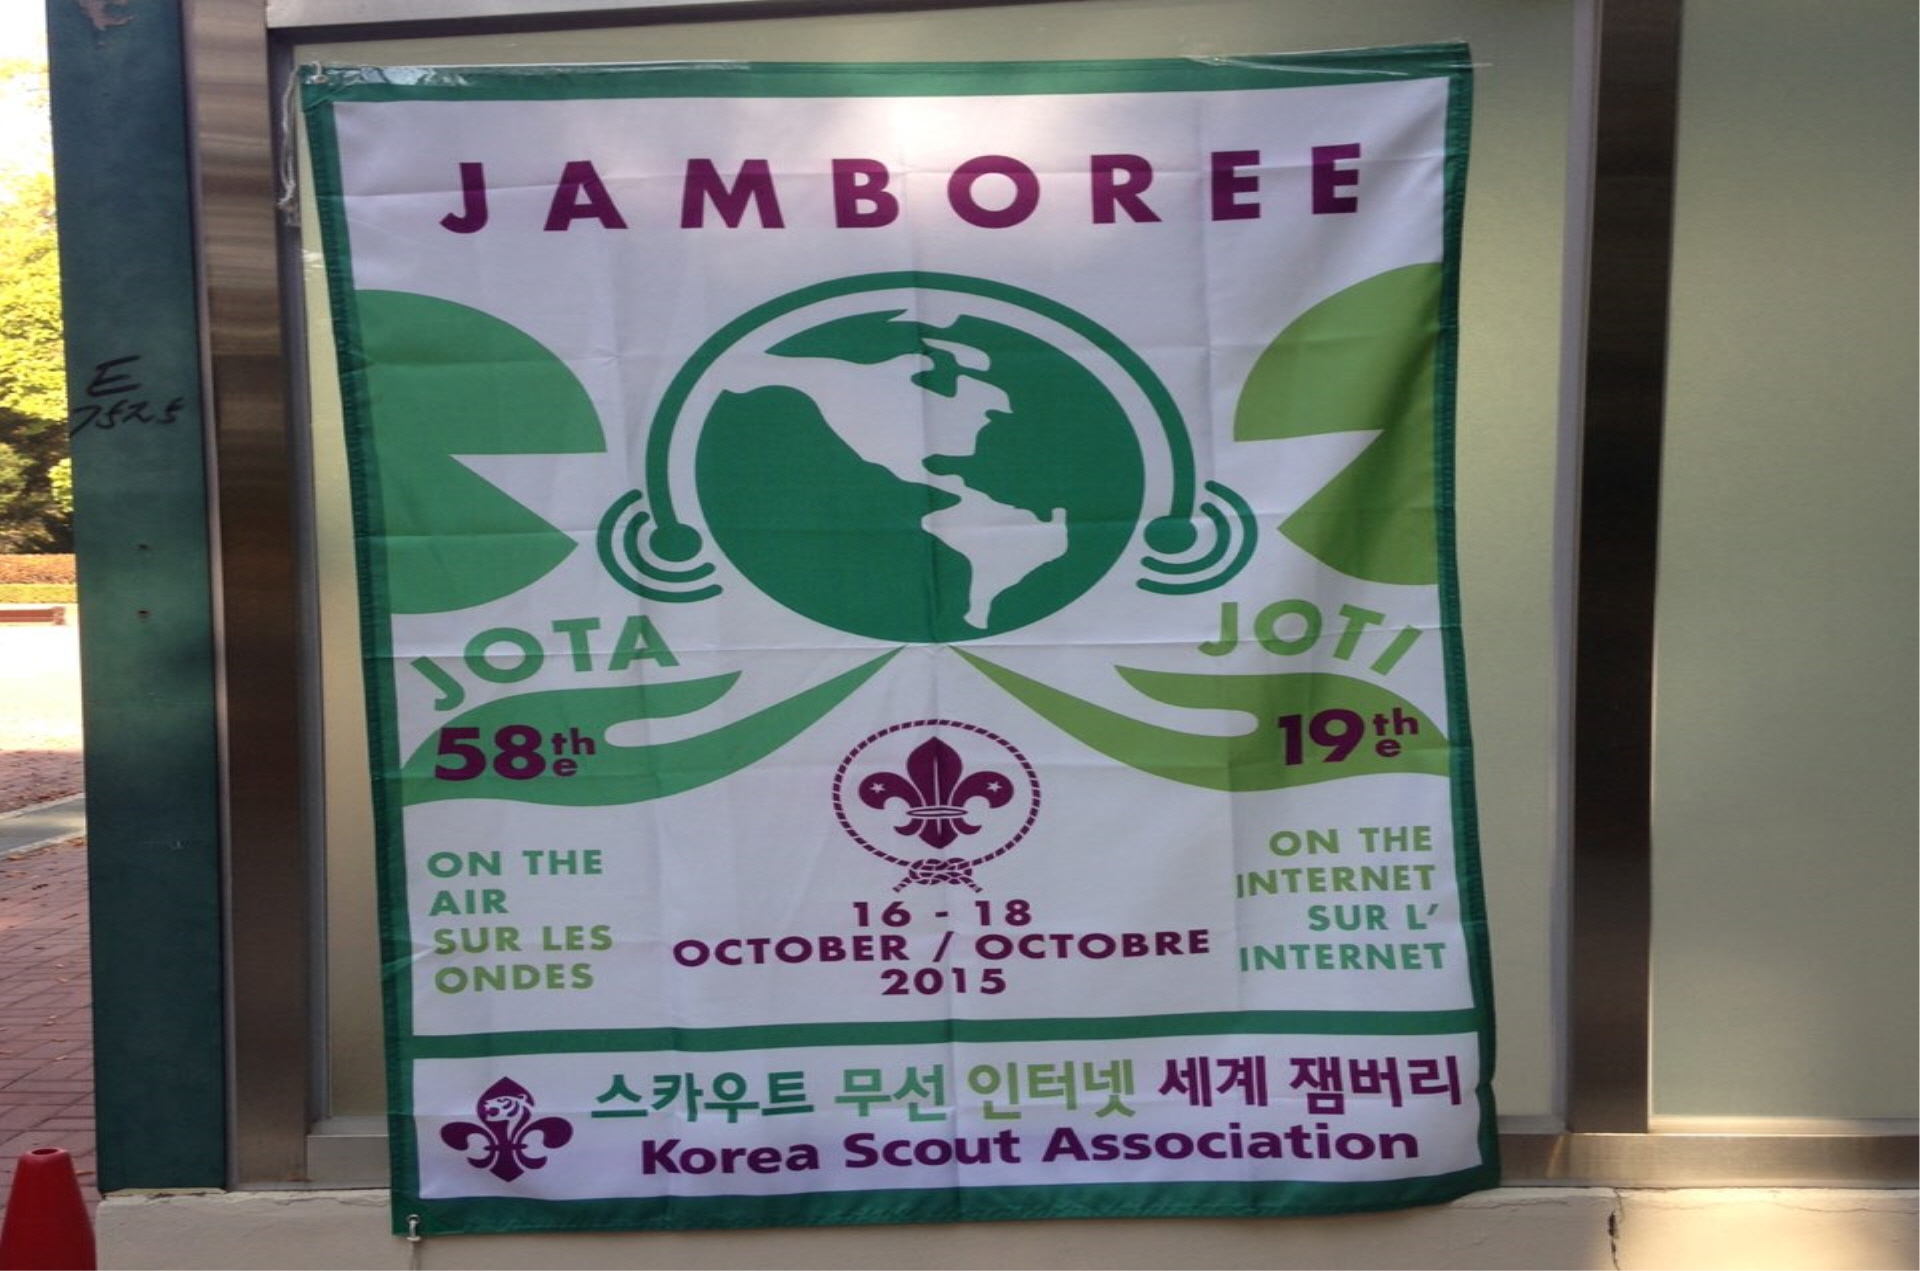 JAMBOREE
JOTA
JOTI
58th e
19th e
ON THE
AIR
SUR LES
ONDES
16 - 18
OCTOBER / OCTOBRE
2015
ON THE
INTERNET
SUR L'
INTERNET
스카우트 무선 인터넷 세계 잼버리
Korea Scout Association
E
7525